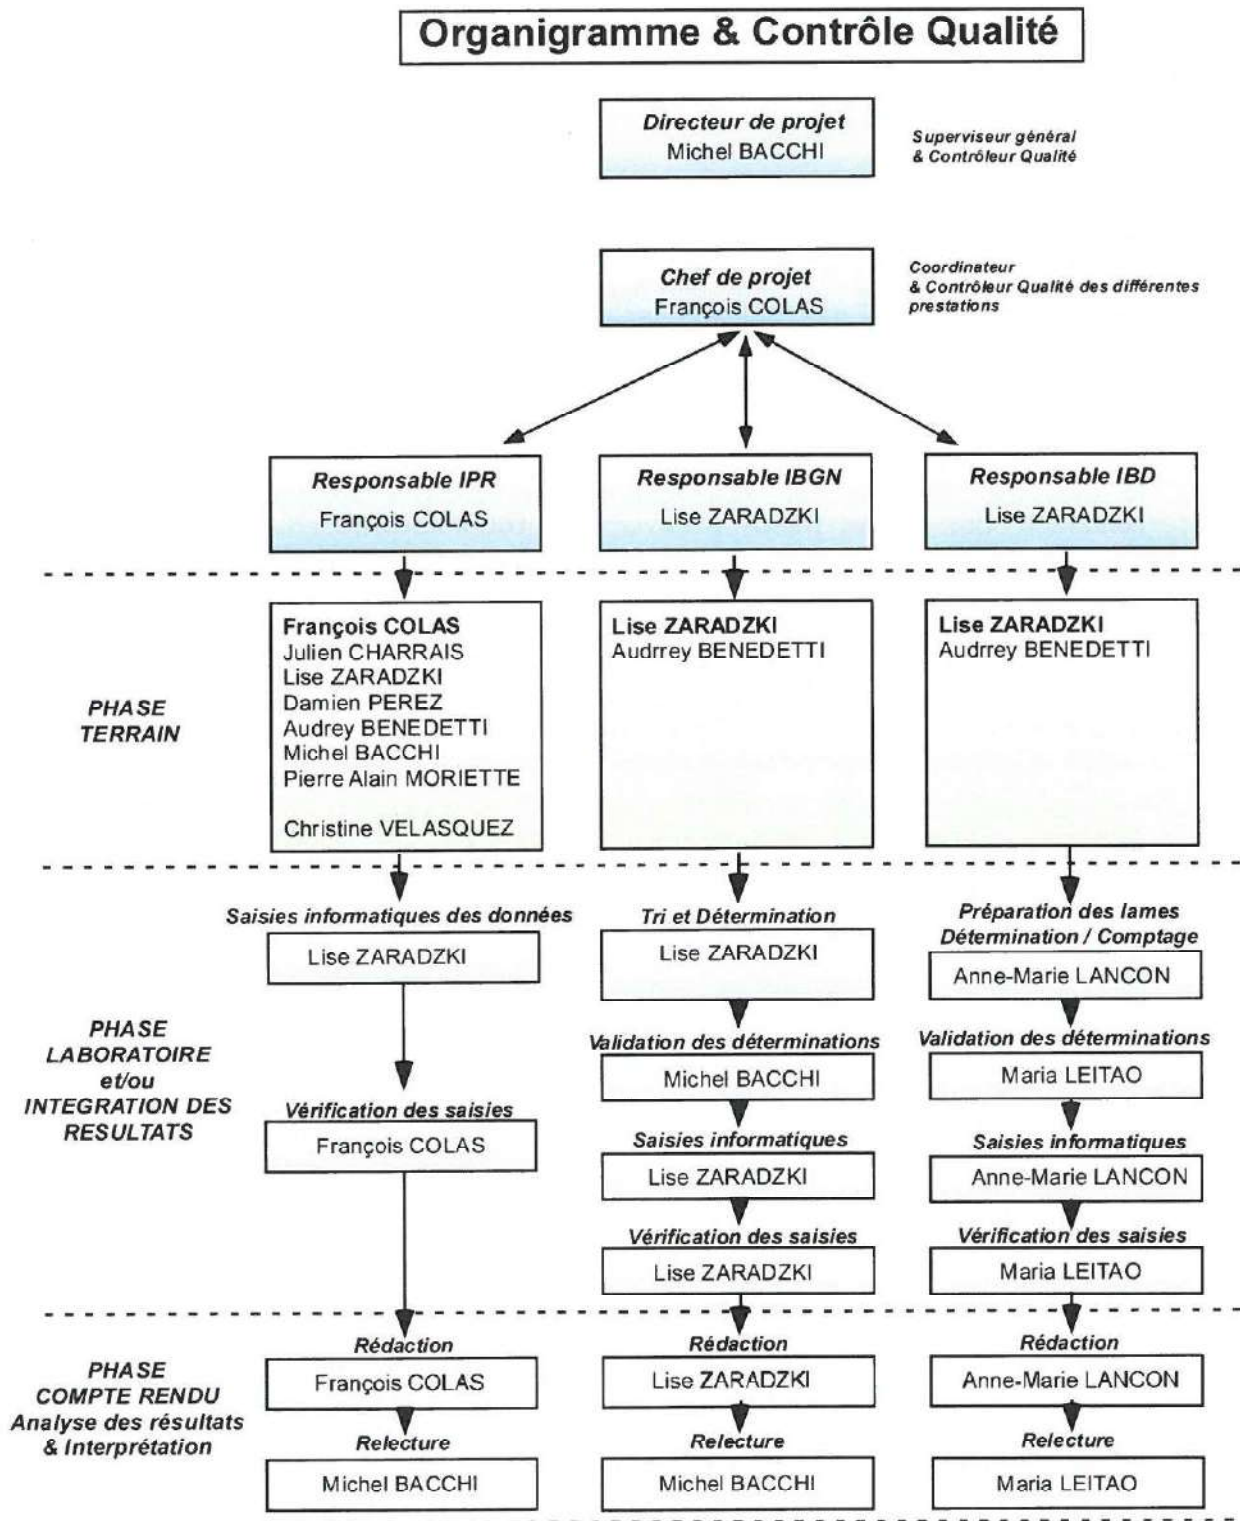 Organigramme & Contrôle Qualité
Directeur de projet
Michel BACCHI
Superviseur général
& Contrôleur Qualité
Chef de projet
François COLAS
Coordinateur
& Contrôleur Qualité des différentes
prestations
Responsable IPR
François COLAS
Responsable IBGN
Lise ZARADZKI
Responsable IBD
Lise ZARADZKI
PHASE
TERRAIN
François COLAS
Julien CHARRAIS
Lise ZARADZKI
Damien PEREZ
Audrey BENEDETTI
Michel BACCHI
Pierre Alain MORIETTE
Christine VELASQUEZ
Lise ZARADZKI
Audrrey BENEDETTI
Lise ZARADZKI
Audrrey BENEDETTI
PHASE
LABORATOIRE
et/ou
INTEGRATION DES
RESULTATS
Saisies informatiques des données
Lise ZARADZKI
Vérification des saisies
François COLAS
Tri et Détermination
Lise ZARADZKI
Validation des déterminations
Michel BACCHI
Saisies informatiques
Lise ZARADZKI
Vérification des saisies
Lise ZARADZKI
Préparation des lames
Détermination / Comptage
Anne-Marie LANCON
Validation des déterminations
Maria LEITAO
Saisies informatiques
Anne-Marie LANCON
Vérification des saisies
Maria LEITAO
PHASE
COMPTE RENDU
Analyse des résultats
& Interprétation
Rédaction
François COLAS
Relecture
Michel BACCHI
Rédaction
Lise ZARADZKI
Relecture
Michel BACCHI
Rédaction
Anne-Marie LANCON
Relecture
Maria LEITAO